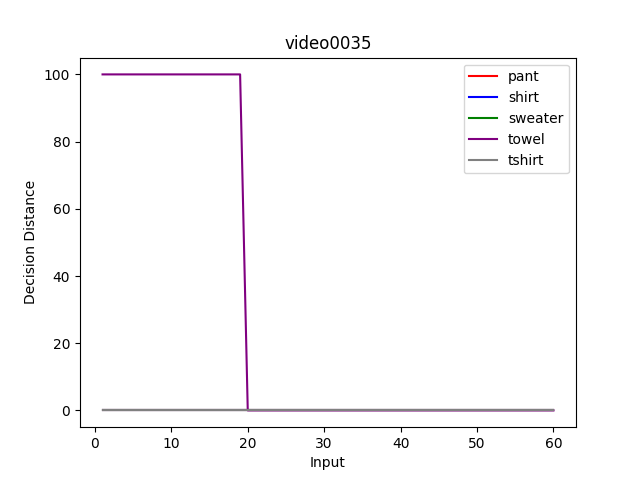 video0035
pant
shirt
sweater
towel
tshirt
Decision Distance
100
80
60
40
20
0
0 10 20 30 40 50 60
Input